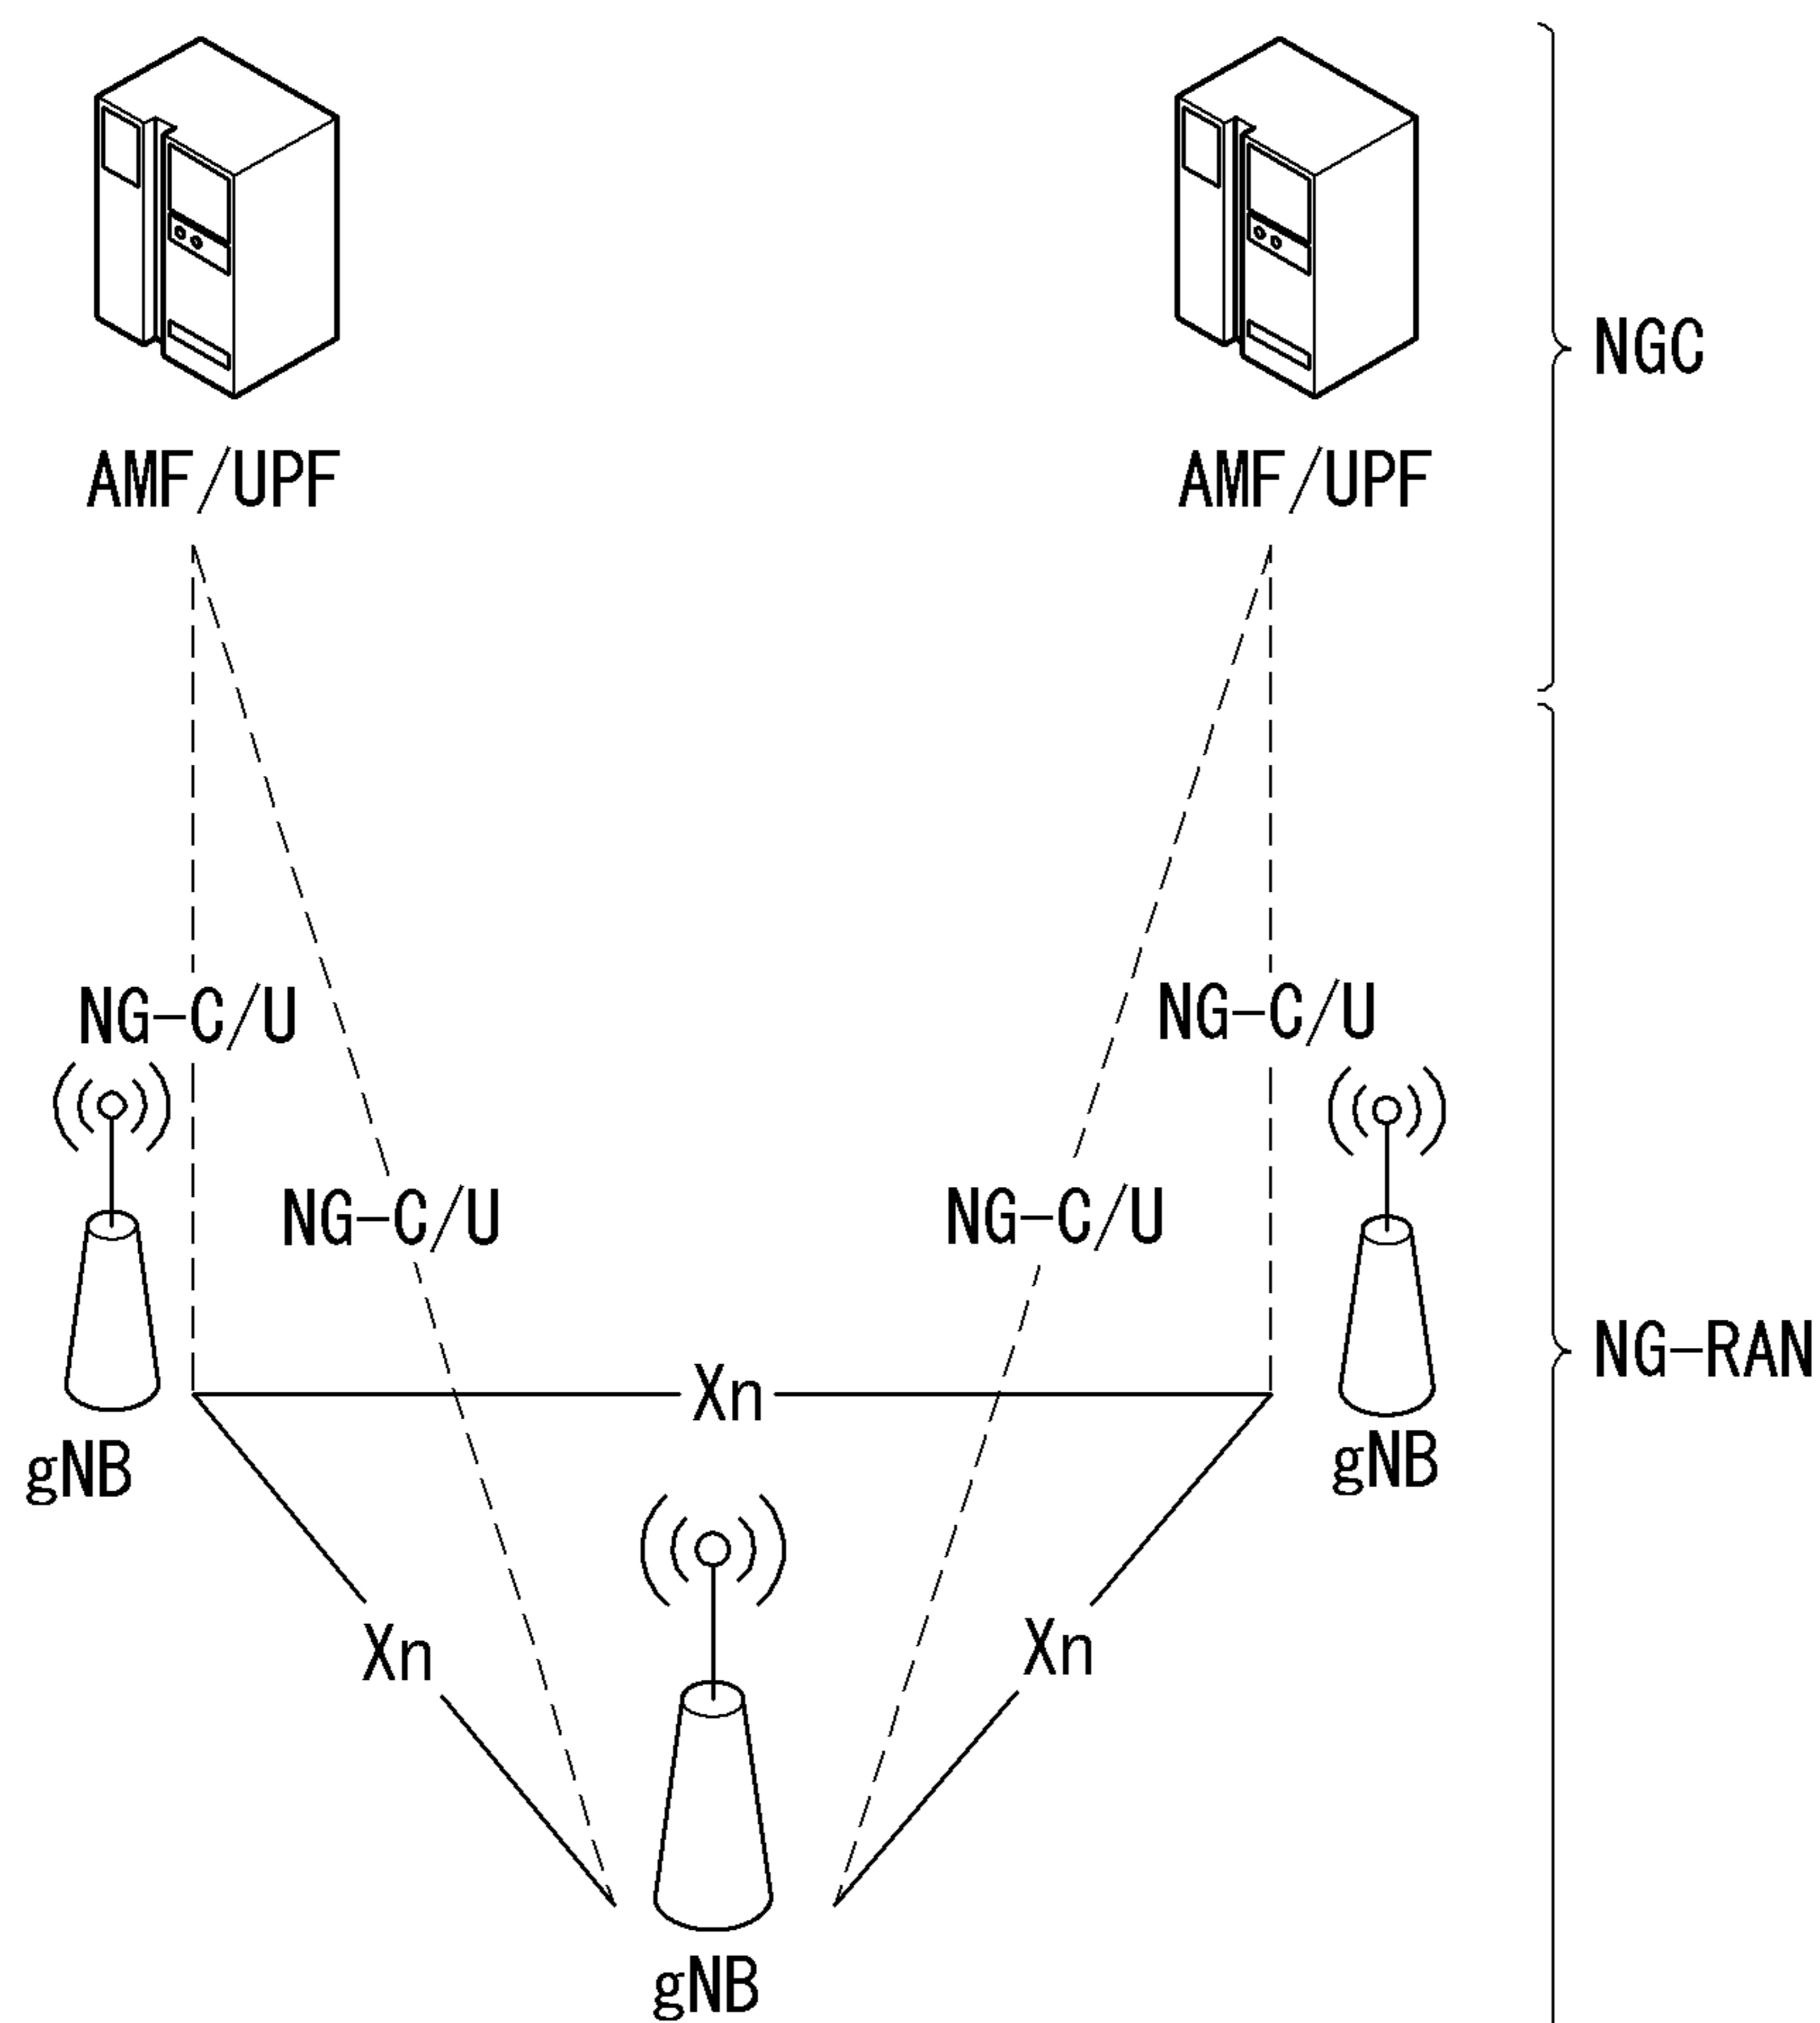 NGC
AMF/UPF
AMF/UPF
NG-C/U
NG-C/U
NG-C/U
NG-C/U
NG-RAN
Xn
gNB
gNB
Xn
Xn
gNB